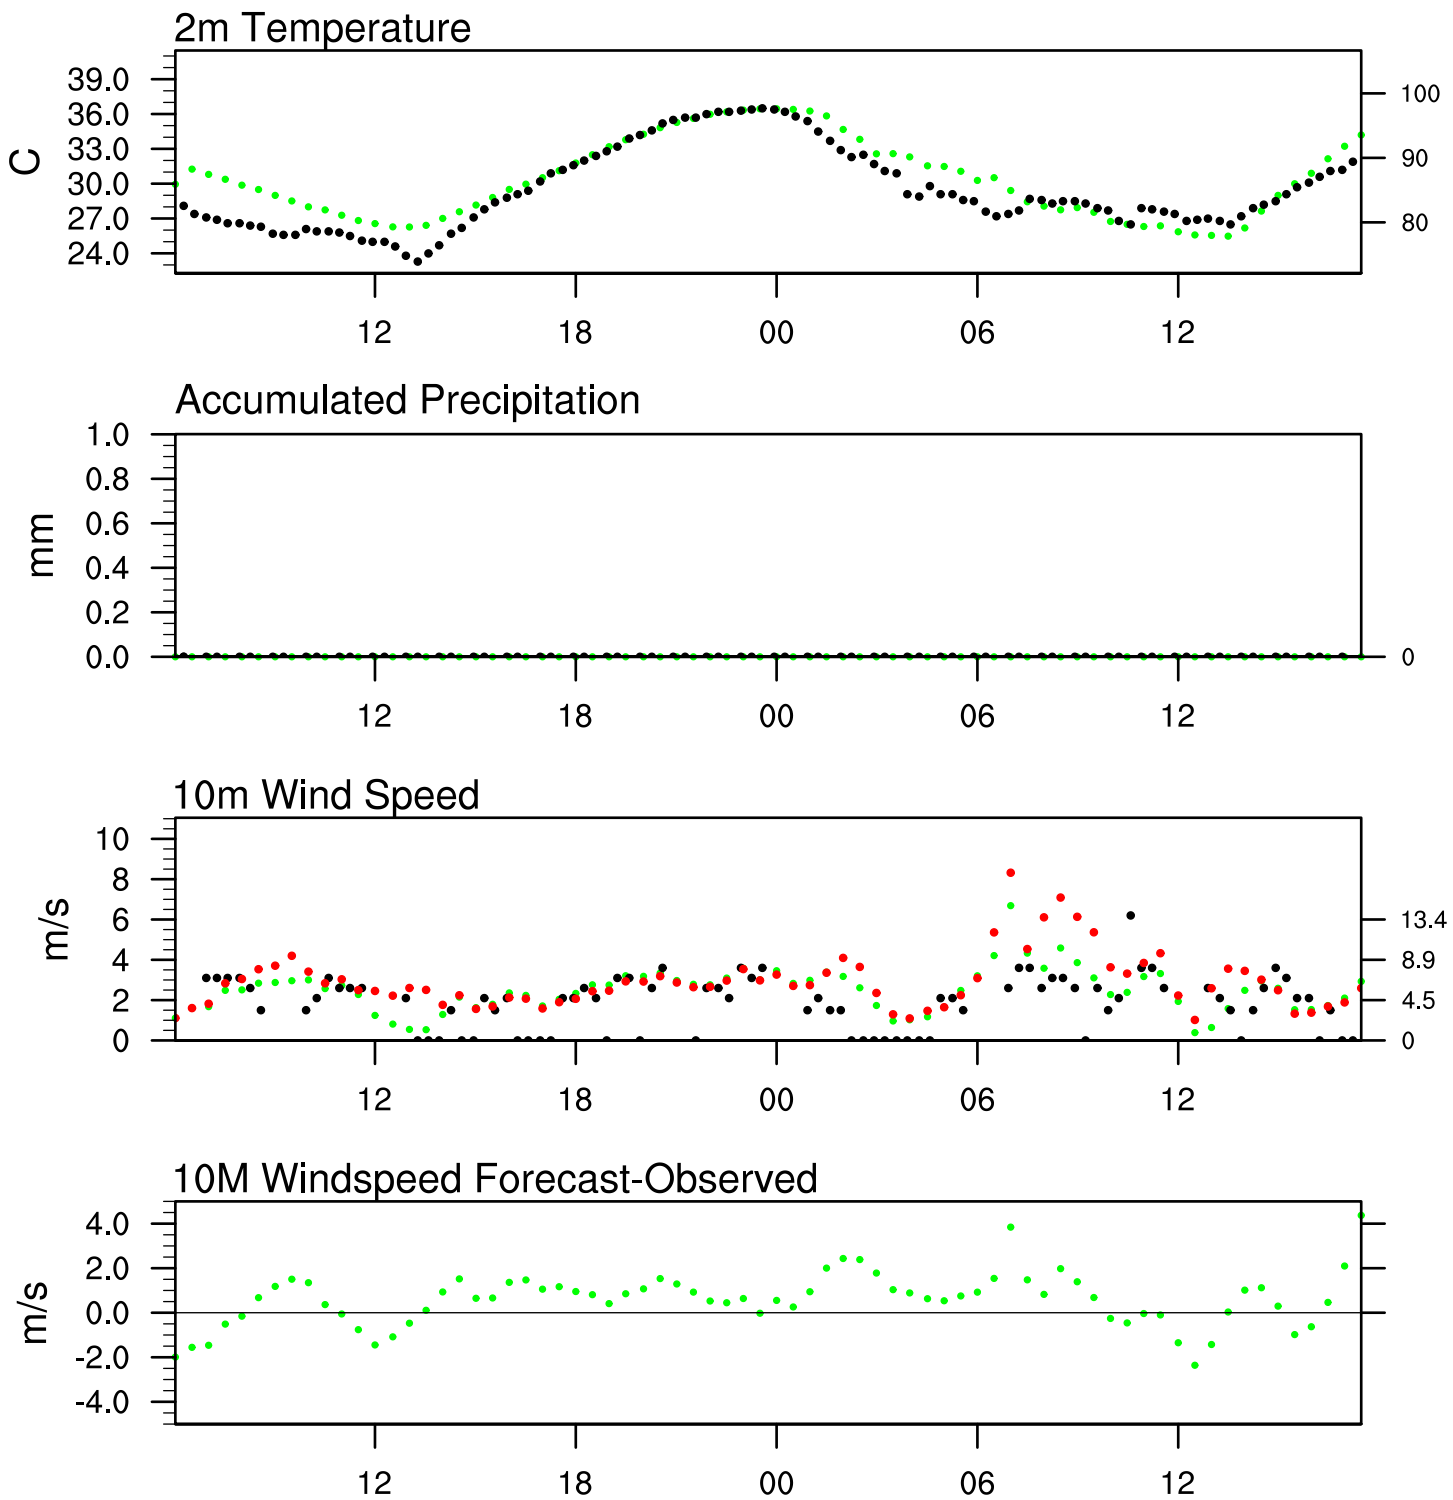 2m Temperature
39.0
36.0
33.0
30.0
27.0
24.0
C
100
90
80
12 18 00 06 12
Accumulated Precipitation
1.0
0.8
0.6
0.4
0.2
0.0
mm
0
12 18 00 06 12
10m Wind Speed
10
8
6
4
2
0
m/s
13.4
8.9
4.5
0
12 18 00 06 12
10M Windspeed Forecast-Observed
4.0
2.0
0.0
-2.0
-4.0
m/s
12 18 00 06 12